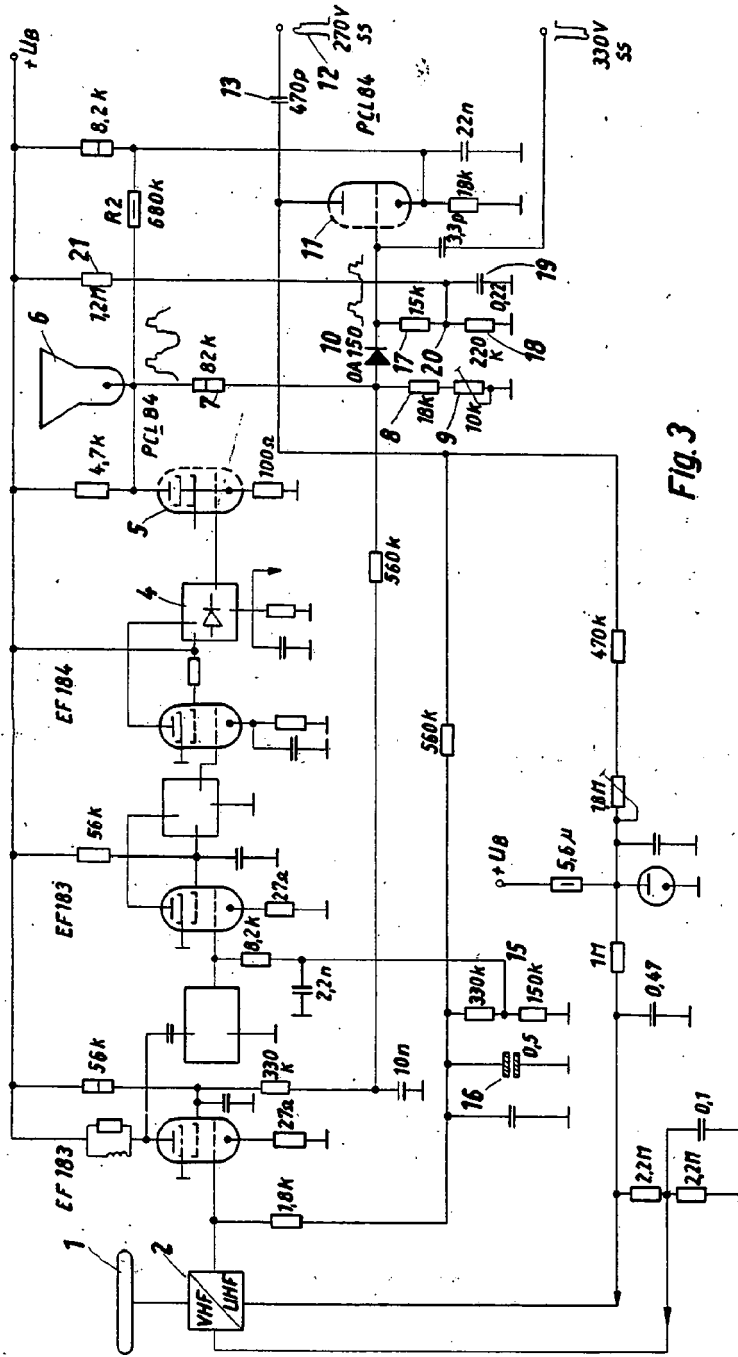 +UB
8,2k
R2
680k
21
1,2M
6
4,7k
PCL84
5
100Ω
82k
7
EF184
4
56k
EF183
27Ω
8,2k
2,2n
56k
EF183
330
K
27Ω
10n
1
2
VHF
UHF
1,8k
13
470p
12
270V
SS
PCL84
11
18k
22n
3,3p
330V
SS
10
OA150
17
15k
20
0,22
19
220
K
18
8
18k
9
10k
560k
560k
470k
1,8M
+UB
5,6µ
1M
0,47
15
330k
150k
16
0,5
2,2M
2,2M
0,1
Fig.3